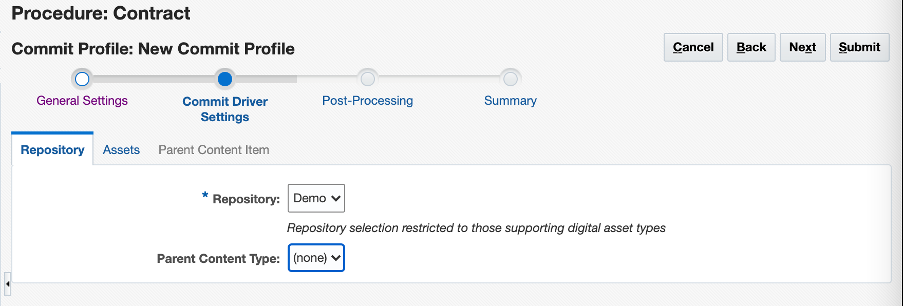 Procedure: Contract
Commit Profile: New Commit Profile
Cancel
Back
Next
Submit
General Settings
Commit Driver
Settings
Post-Processing
Summary
Repository
Assets
Parent Content Item
* Repository:
Demo
Repository selection restricted to those supporting digital asset types
Parent Content Type:
(none)